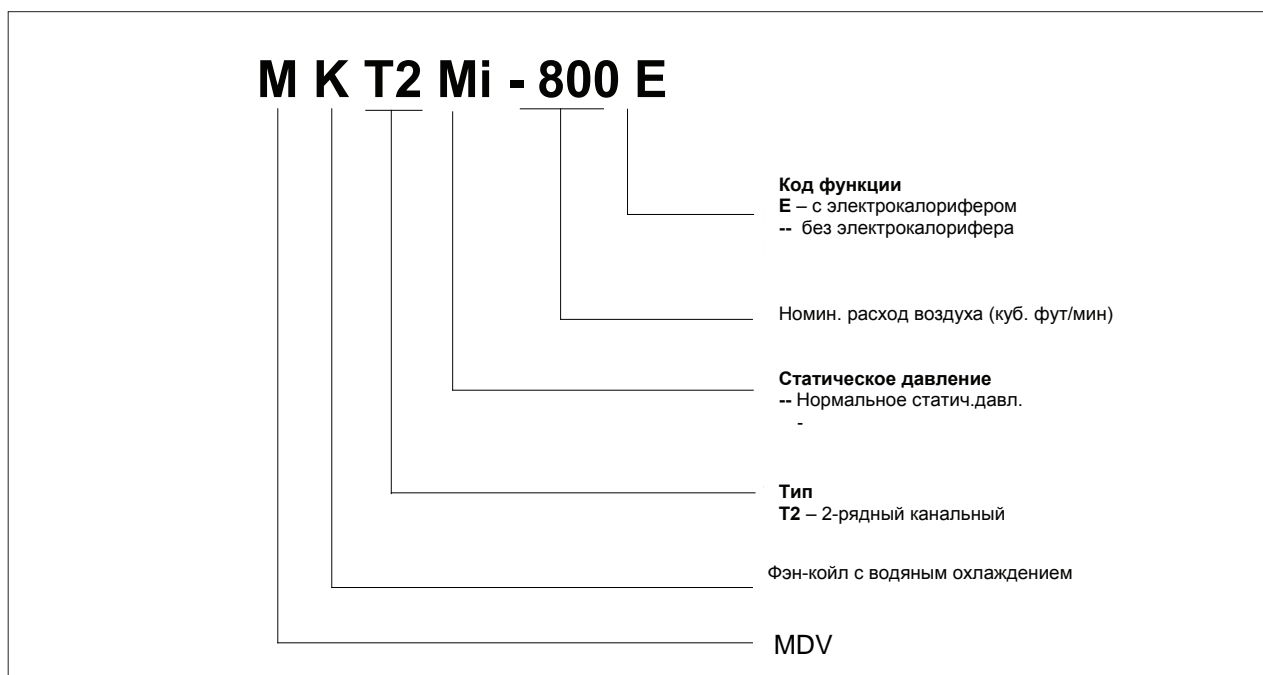 M K T2 Mi - 800 E
Код функции
E – с электрокалорифером
-- без электрокалорифера
Номин. расход воздуха (куб. фут/мин)
Статическое давление
-- Нормальное статич.давл.
-
Тип
T2 – 2-рядный канальный
Фэн-койл с водяным охлаждением
MDV